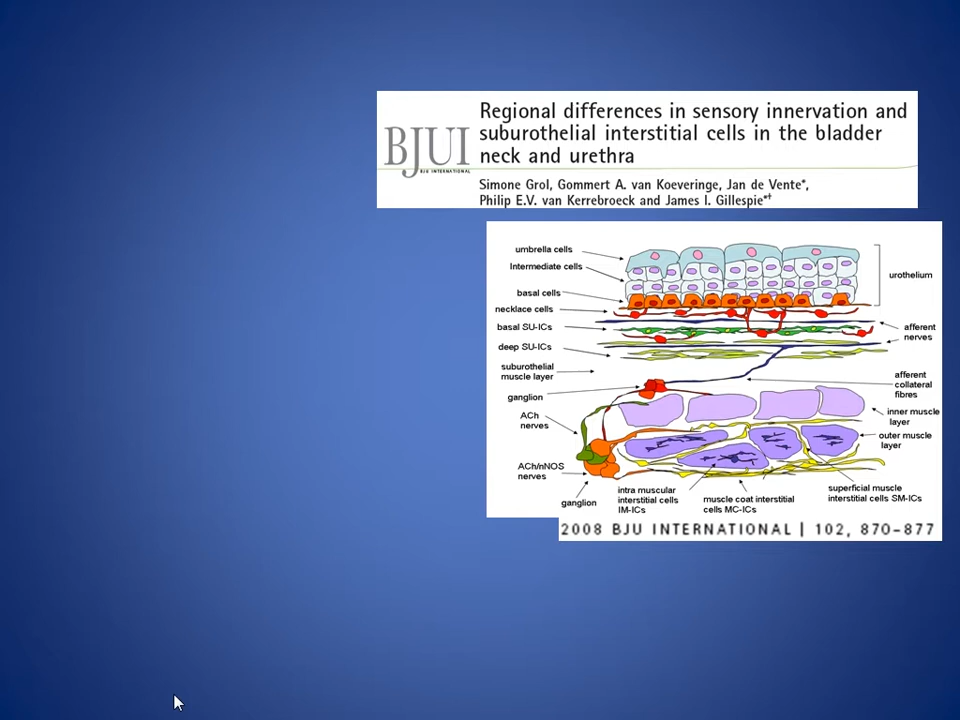 Regional differences in sensory innervation and
suburothelial interstitial cells in the bladder
neck and urethra
BJUI
BJU INTERNATIONAL
Simone Grol, Gommert A. van Koeveringe, Jan de Vente*,
Philip E.V. van Kerrebroeck and James I. Gillespie*†
umbrella cells
Intermediate cells
urothelium
basal cells
necklace cells
basal SU-ICs
afferent
nerves
deep SU-ICs
suburothelial
muscle layer
afferent
collateral
fibres
ganglion
ACh
nerves
inner muscle
layer
outer muscle
layer
ACh/nNOS
nerves
ganglion
intra muscular
interstitial cells
IM-ICs
muscle coat interstitial
cells MC-ICs
superficial muscle
interstitial cells SM-ICs
2008 BJU INTERNATIONAL | 102, 870–877